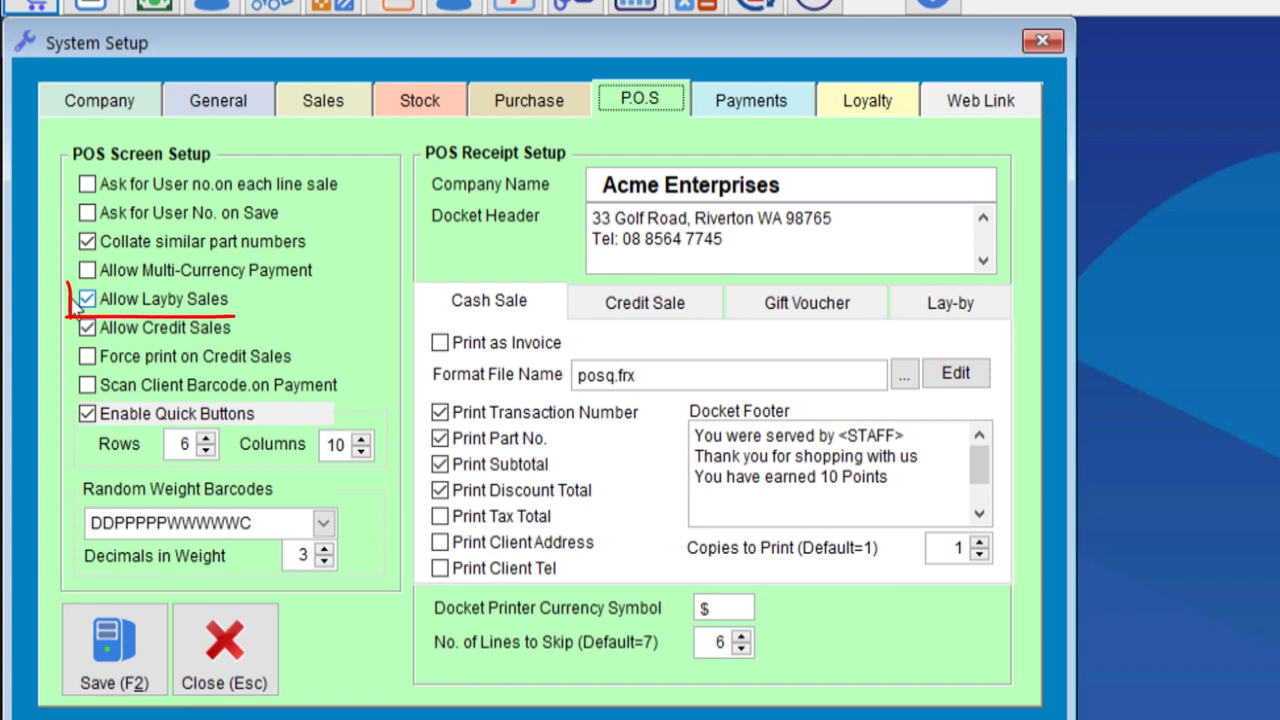 System Setup
Company General Sales Stock Purchase P.O.S Payments Loyalty Web Link
POS Screen Setup
Ask for User no.on each line sale
Ask for User No. on Save
Collate similar part numbers
Allow Multi-Currency Payment
Allow Layby Sales
Allow Credit Sales
Force print on Credit Sales
Scan Client Barcode.on Payment
Enable Quick Buttons
Rows 6 Columns 10
Random Weight Barcodes
DDPPPPPWWWWWC
Decimals in Weight 3
Save (F2) Close (Esc)
POS Receipt Setup
Company Name Acme Enterprises
Docket Header 33 Golf Road, Riverton WA 98765
Tel: 08 8564 7745
Cash Sale Credit Sale Gift Voucher Lay-by
Print as Invoice
Format File Name posq.frx ... Edit
Print Transaction Number
Print Part No.
Print Subtotal
Print Discount Total
Print Tax Total
Print Client Address
Print Client Tel
Docket Footer
You were served by <STAFF>
Thank you for shopping with us
You have earned 10 Points
Copies to Print (Default=1) 1
Docket Printer Currency Symbol $
No. of Lines to Skip (Default=7) 6